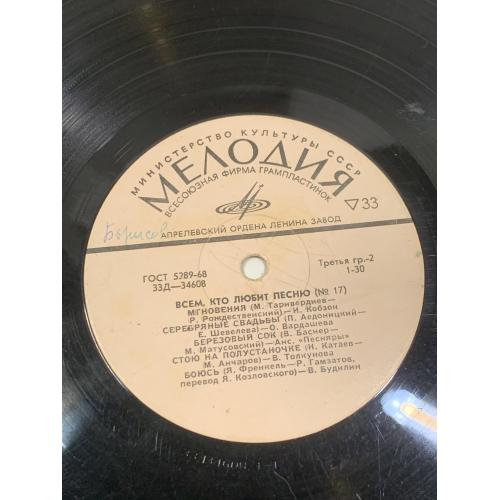 МИНИСТЕРСТВО КУЛЬТУРЫ СССР
МЕЛОДИЯ
ВСЕСОЮЗНАЯ ФИРМА ГРАМПЛАСТИНОК
▽33
Борисов
АПРЕЛЕВСКИЙ ОРДЕНА ЛЕНИНА ЗАВОД
ГОСТ 5289-68
Третья гр.-2
33Д—34608
1-30
ВСЕМ, КТО ЛЮБИТ ПЕСНЮ (№ 17)
МГНОВЕНИЯ (М. Таривердиев—
Р. Рождественский)—И. Кобзон
СЕРЕБРЯНЫЕ СВАДЬБЫ (П. Аедоницкий—
Е. Шевелева)—О. Вардашева
БЕРЕЗОВЫЙ СОК (В. Баснер—
М. Матусовский)—Анс. «Песняры»
СТОЮ НА ПОЛУСТАНОЧКЕ (И. Катаев—
М. Анчаров)—В. Толкунова
БОЮСЬ (Я. Френкель—Р. Гамзатов,
перевод Я. Козловского)—В. Будилин